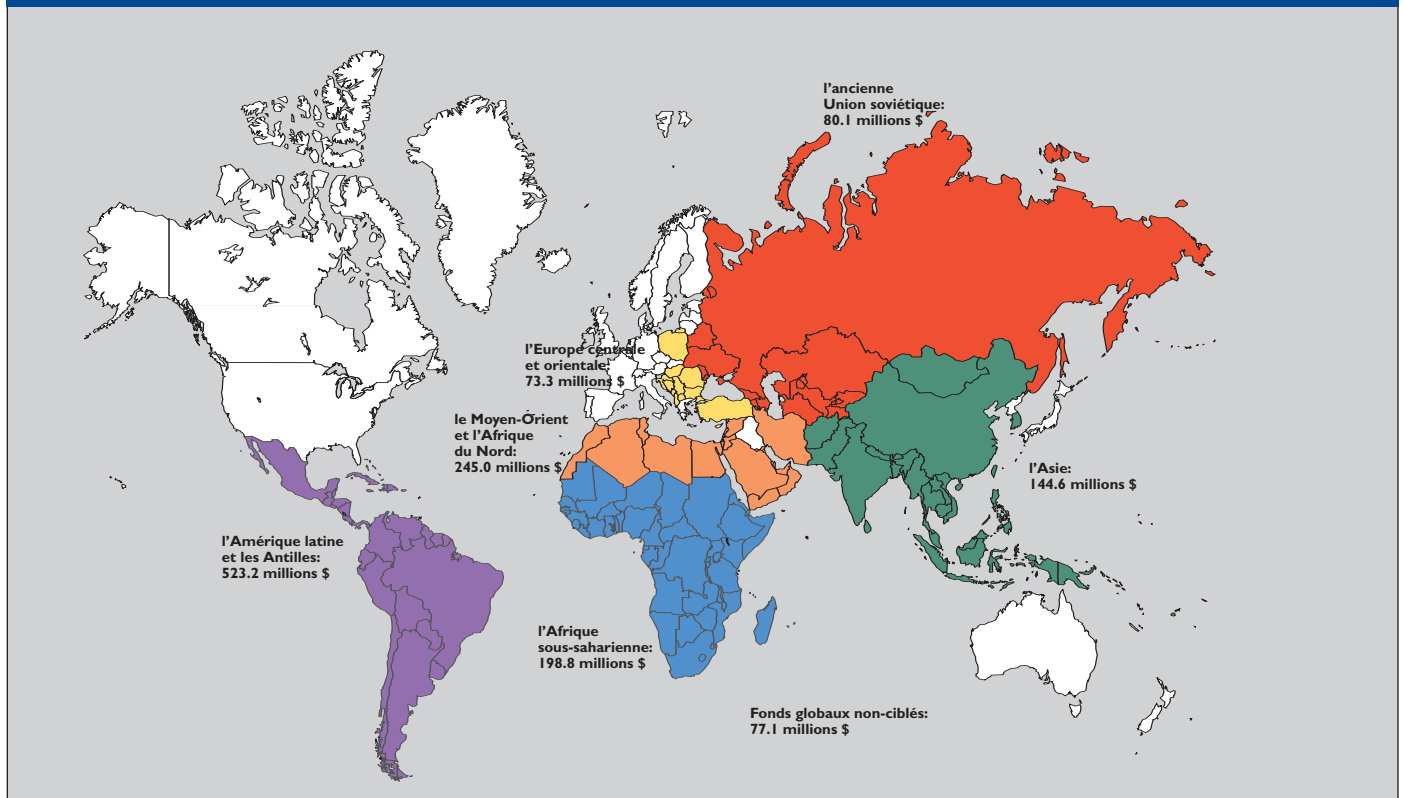 l'ancienne
Union soviétique:
80.1 millions $
l'Europe centrale
et orientale:
73.3 millions $
le Moyen-Orient
et l'Afrique
du Nord:
245.0 millions $
l'Asie:
144.6 millions $
l'Amérique latine
et les Antilles:
523.2 millions $
l'Afrique
sous-saharienne:
198.8 millions $
Fonds globaux non-ciblés:
77.1 millions $